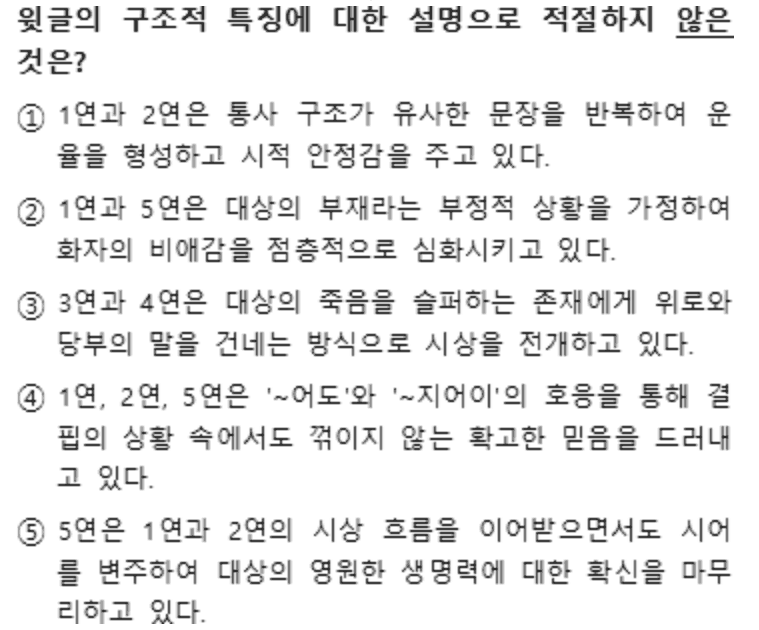 윗글의 구조적 특징에 대한 설명으로 적절하지 않은
것은?
① 1연과 2연은 통사 구조가 유사한 문장을 반복하여 운
율을 형성하고 시적 안정감을 주고 있다.
② 1연과 5연은 대상의 부재라는 부정적 상황을 가정하여
화자의 비애감을 점층적으로 심화시키고 있다.
③ 3연과 4연은 대상의 죽음을 슬퍼하는 존재에게 위로와
당부의 말을 건네는 방식으로 시상을 전개하고 있다.
④ 1연, 2연, 5연은 '~어도'와 '~지어이'의 호응을 통해 결
핍의 상황 속에서도 꺾이지 않는 확고한 믿음을 드러내
고 있다.
⑤ 5연은 1연과 2연의 시상 흐름을 이어받으면서도 시어
를 변주하여 대상의 영원한 생명력에 대한 확신을 마무
리하고 있다.